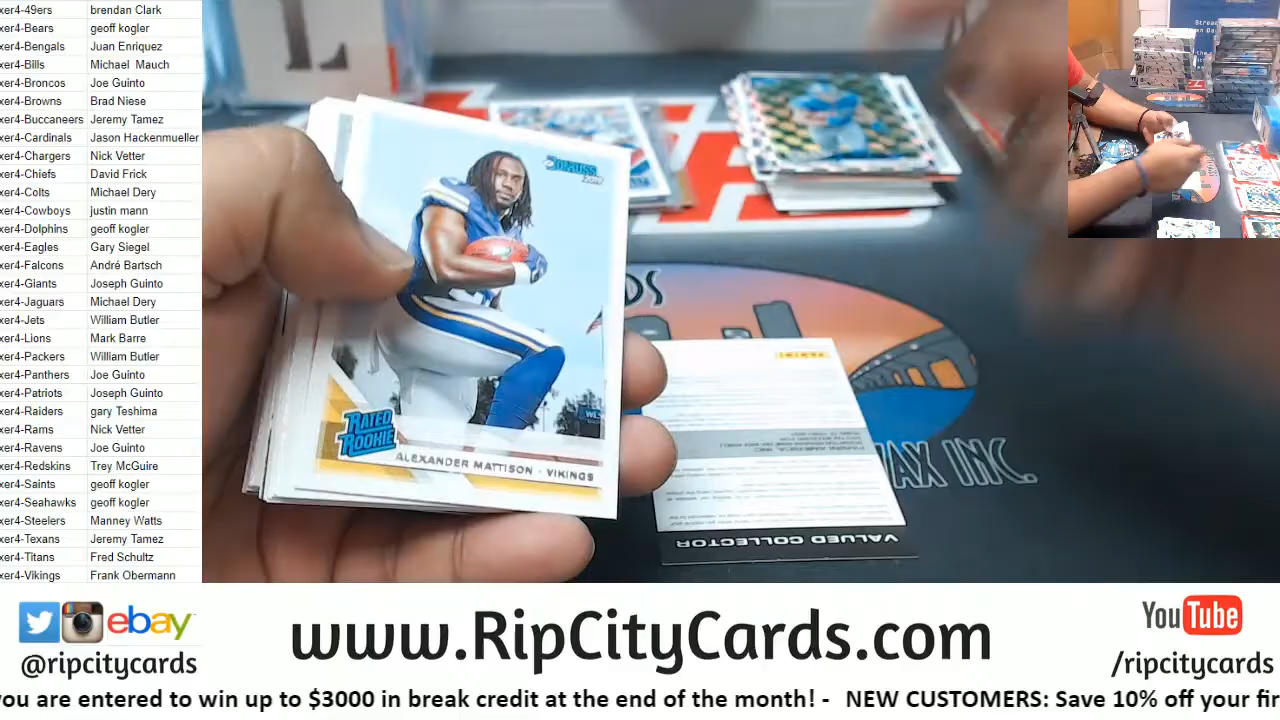 xer4-49ers brendan Clark
xer4-Bears geoff kogler
xer4-Bengals Juan Enriquez
xer4-Bills Michael Mauch
xer4-Broncos Joe Guinto
xer4-Browns Brad Niese
xer4-Buccaneers Jeremy Tamez
xer4-Cardinals Jason Hackenmueller
xer4-Chargers Nick Vetter
xer4-Chiefs David Frick
xer4-Colts Michael Dery
xer4-Cowboys justin mann
xer4-Dolphins geoff kogler
xer4-Eagles Gary Siegel
xer4-Falcons André Bartsch
xer4-Giants Joseph Guinto
xer4-Jaguars Michael Dery
xer4-Jets William Butler
xer4-Lions Mark Barre
xer4-Packers William Butler
xer4-Panthers Joe Guinto
xer4-Patriots Joseph Guinto
xer4-Raiders gary Teshima
xer4-Rams Nick Vetter
xer4-Ravens Joe Guinto
xer4-Redskins Trey McGuire
xer4-Saints geoff kogler
xer4-Seahawks geoff kogler
xer4-Steelers Manney Watts
xer4-Texans Jeremy Tamez
xer4-Titans Fred Schultz
xer4-Vikings Frank Obermann
DONRUSS
RATED
ROOKIE
ALEXANDER MATTISON - VIKINGS
PANINI
VALUED COLLECTOR
DS
AX INC.
ebay
@ripcitycards
www.RipCityCards.com
YouTube
/ripcitycards
you are entered to win up to $3000 in break credit at the end of the month! - NEW CUSTOMERS: Save 10% off your fir